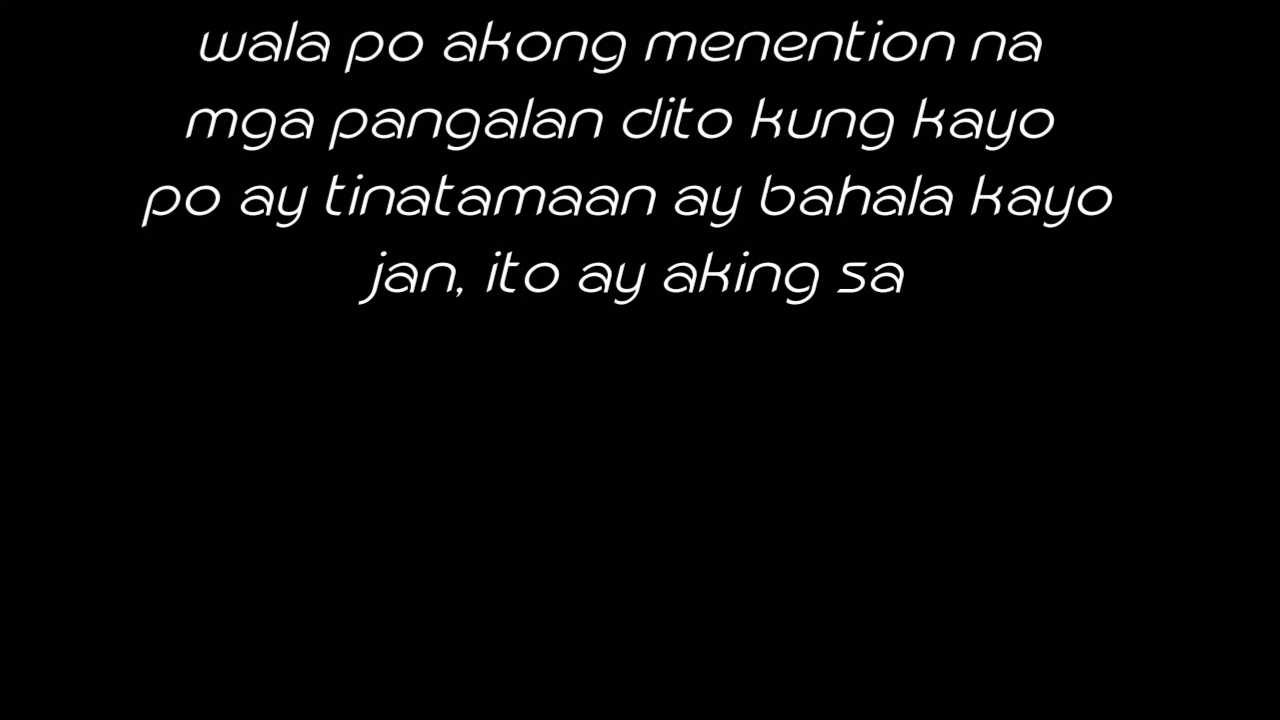 wala po akong menention na
mga pangalan dito kung kayo
po ay tinatamaan ay bahala kayo
jan, ito ay aking sa